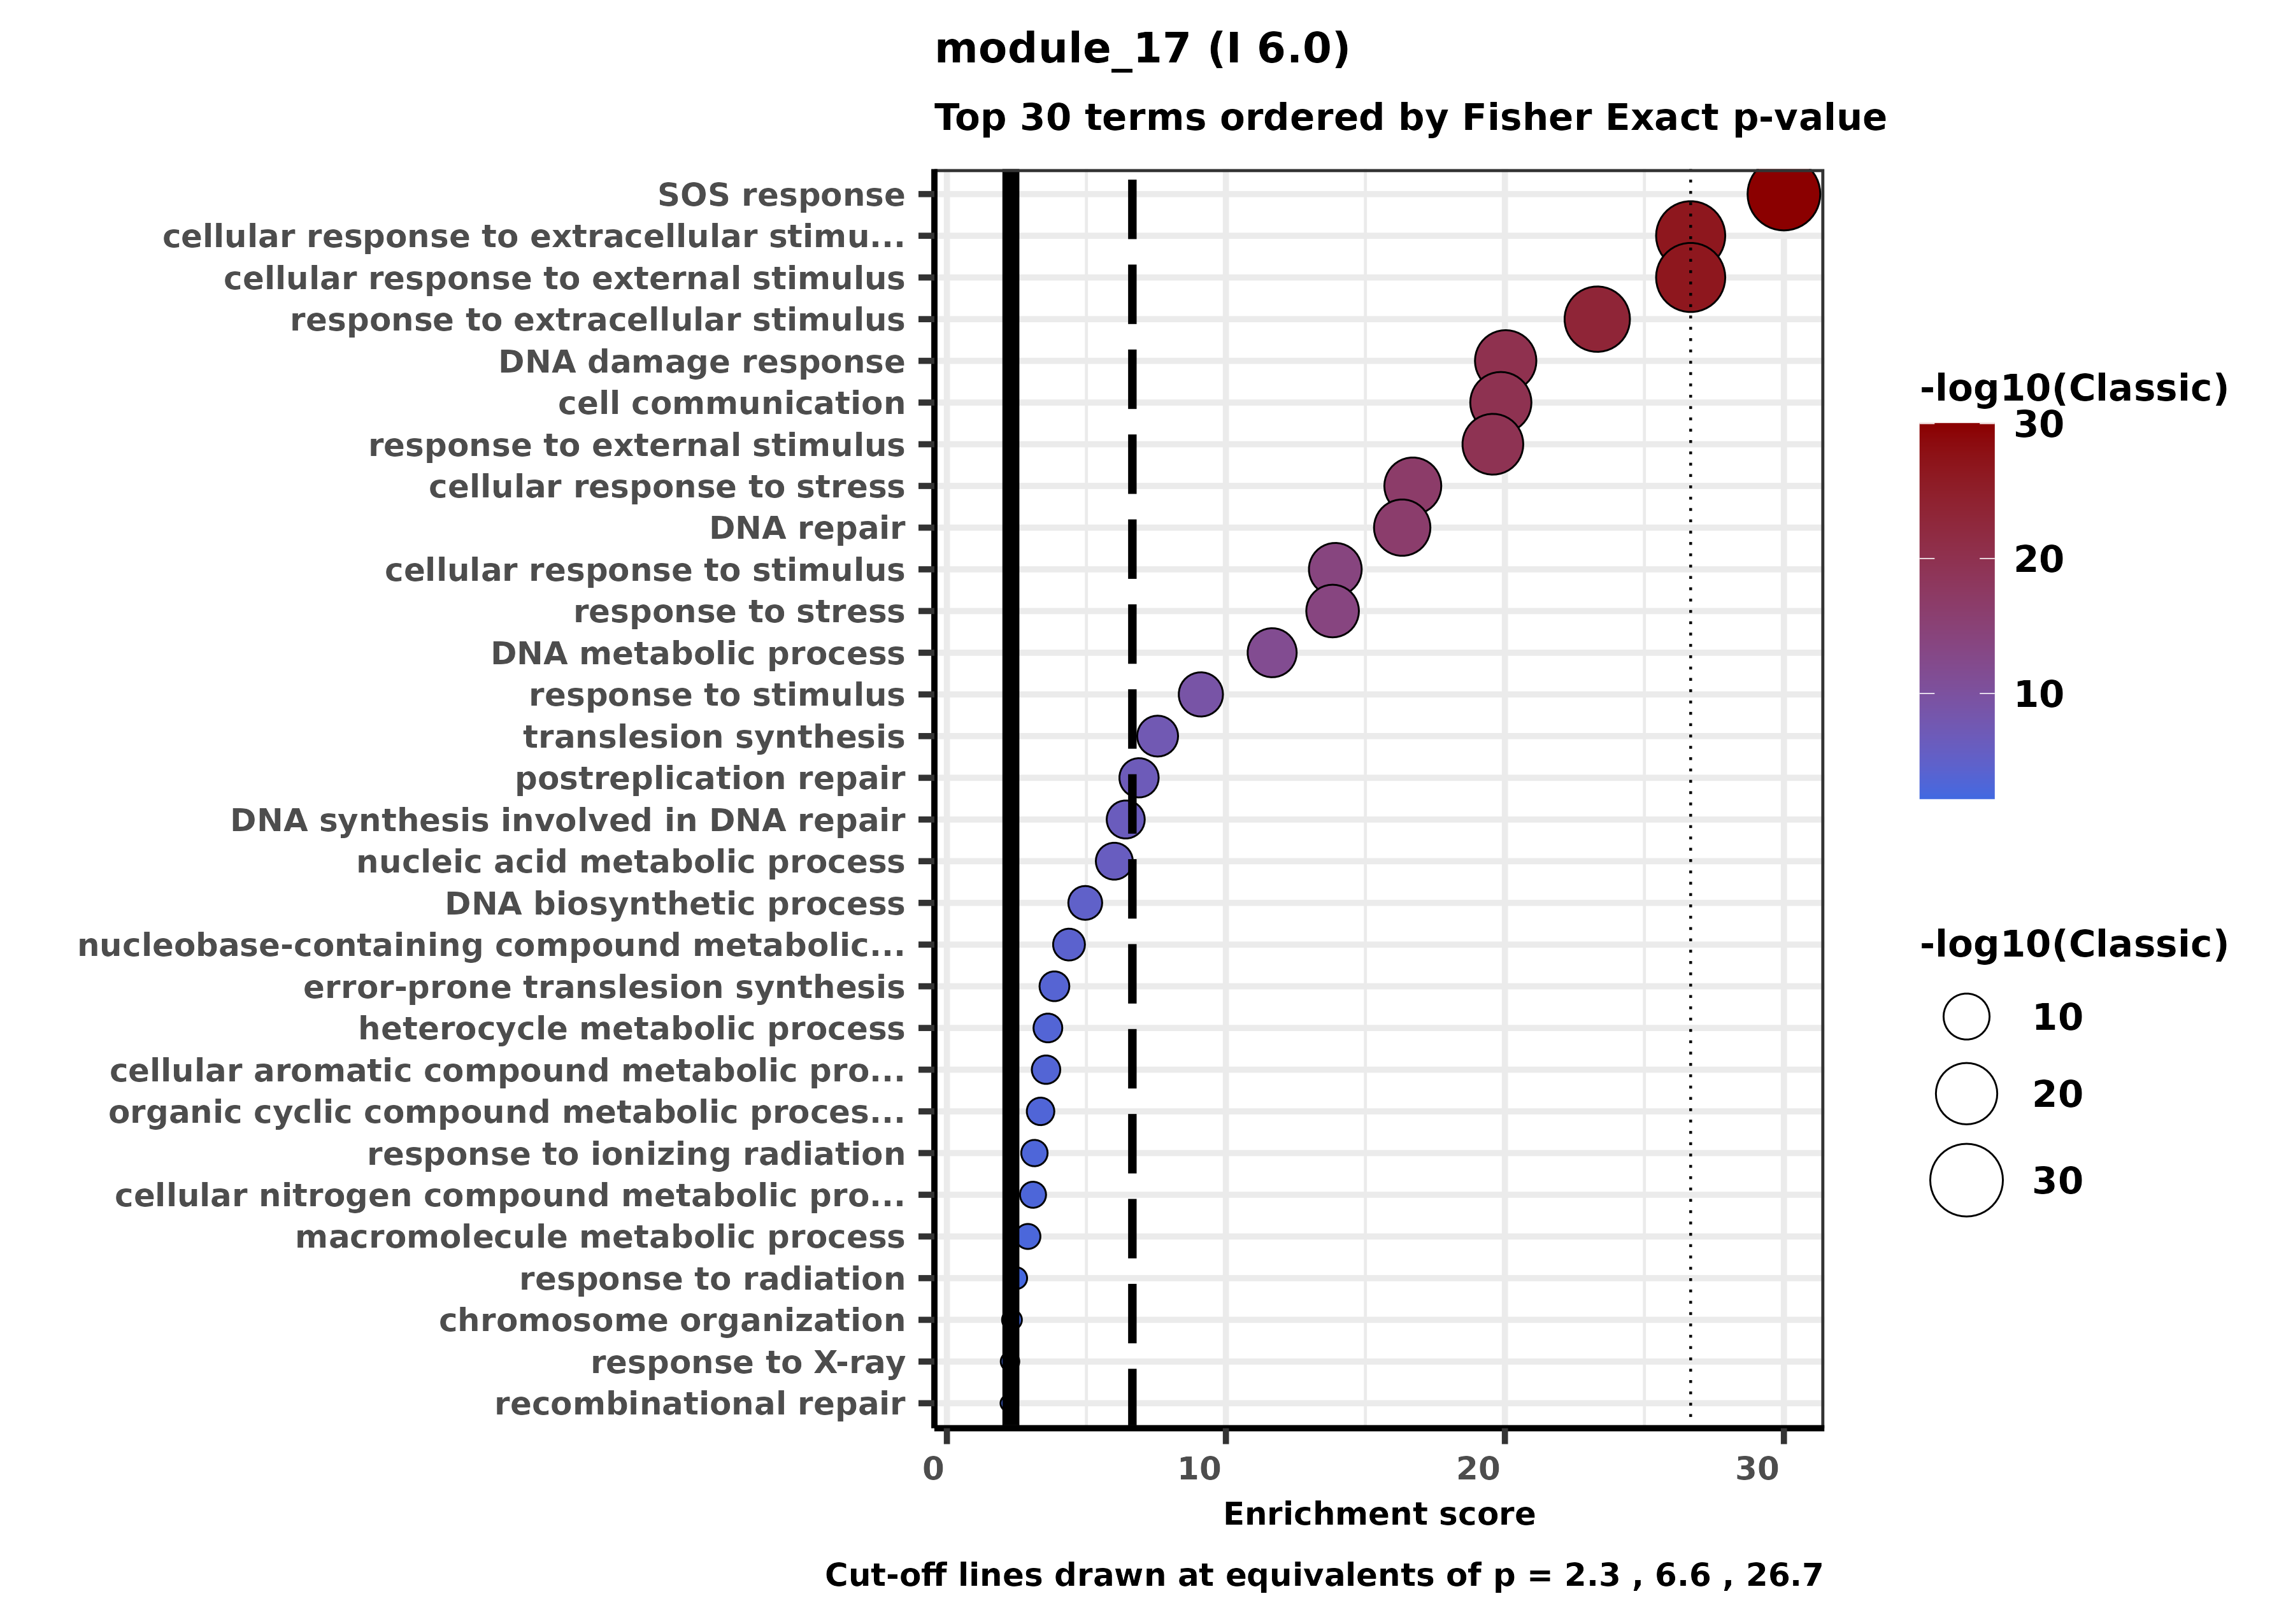 module_17 (I 6.0)
Top 30 terms ordered by Fisher Exact p-value
SOS response
cellular response to extracellular stimu...
cellular response to external stimulus
response to extracellular stimulus
DNA damage response
cell communication
response to external stimulus
cellular response to stress
DNA repair
cellular response to stimulus
response to stress
DNA metabolic process
response to stimulus
translesion synthesis
postreplication repair
DNA synthesis involved in DNA repair
nucleic acid metabolic process
DNA biosynthetic process
nucleobase-containing compound metabolic...
error-prone translesion synthesis
heterocycle metabolic process
cellular aromatic compound metabolic pro...
organic cyclic compound metabolic proces...
response to ionizing radiation
cellular nitrogen compound metabolic pro...
macromolecule metabolic process
response to radiation
chromosome organization
response to X-ray
recombinational repair
0 10 20 30
Enrichment score
Cut-off lines drawn at equivalents of p = 2.3 , 6.6 , 26.7
-log10(Classic)
30
20
10
-log10(Classic)
10
20
30